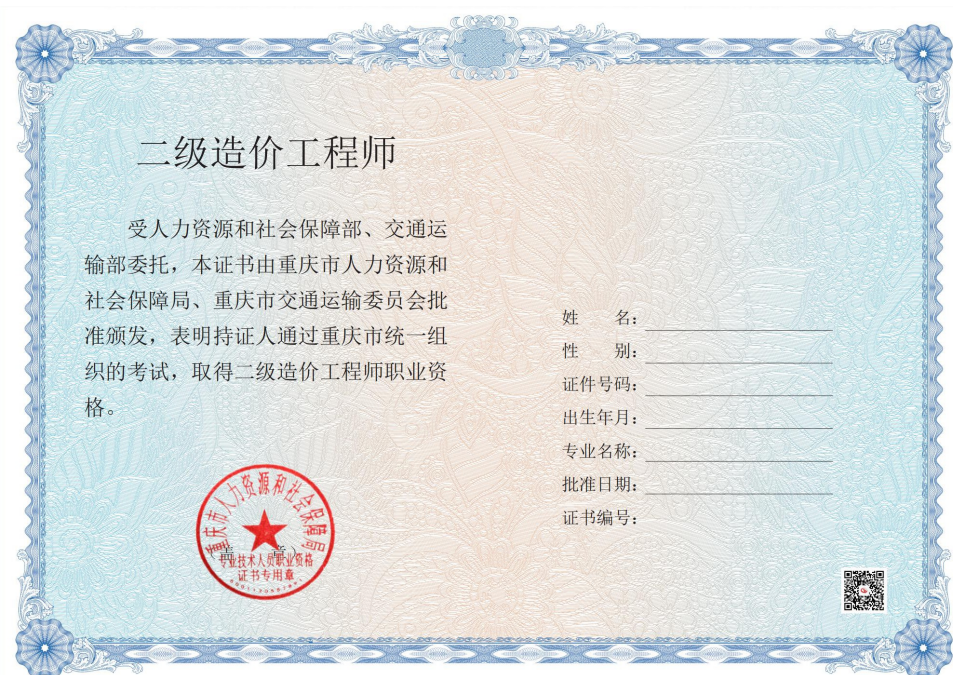 二级造价工程师
受人力资源和社会保障部、交通运
输部委托，本证书由重庆市人力资源和
社会保障局、重庆市交通运输委员会批
准颁发，表明持证人通过重庆市统一组
织的考试，取得二级造价工程师职业资
格。
姓　　名：
性　　别：
证件号码：
出生年月：
专业名称：
批准日期：
证书编号：
重庆市人力资源和社会保障局
（盖　　章）
专业技术人员职业资格
证书专用章